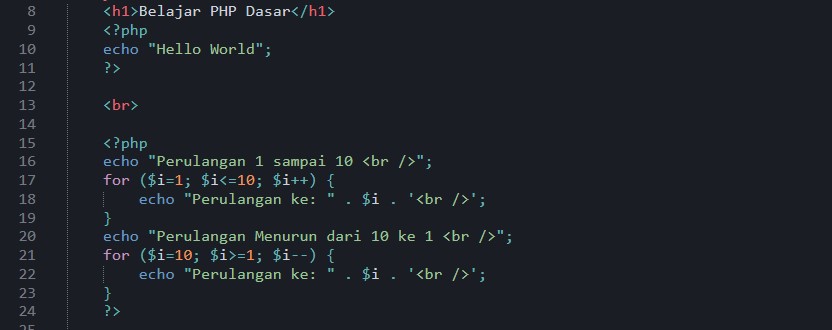 8 <h1>Belajar PHP Dasar</h1>
9 <?php
10 echo "Hello World";
11 ?>
12
13 <br>
14
15 <?php
16 echo "Perulangan 1 sampai 10 <br />";
17 for ($i=1; $i<=10; $i++) {
18     echo "Perulangan ke: " . $i . '<br />';
19 }
20 echo "Perulangan Menurun dari 10 ke 1 <br />";
21 for ($i=10; $i>=1; $i--) {
22     echo "Perulangan ke: " . $i . '<br />';
23 }
24 ?>